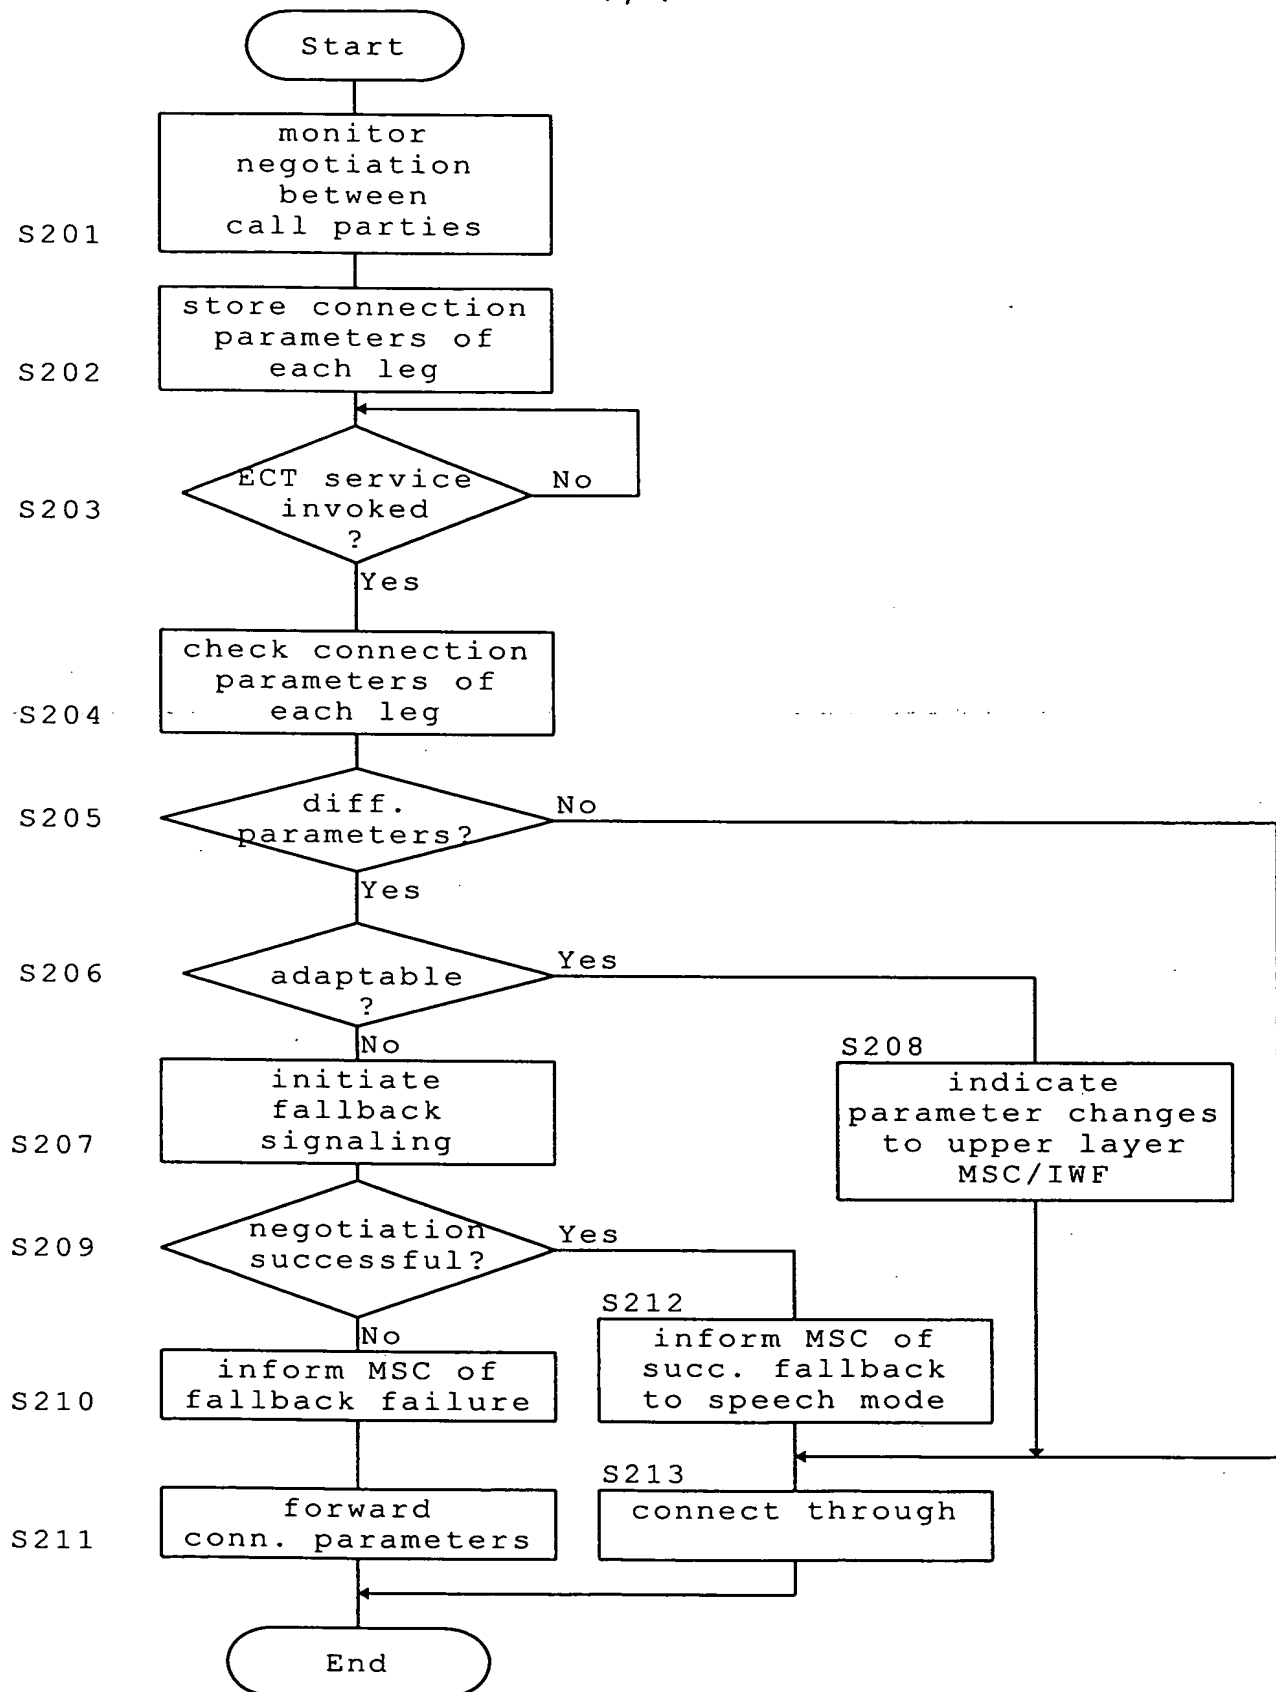 Start
monitor
negotiation
between
call parties
S201
store connection
parameters of
each leg
S202
ECT service
No
invoked
?
S203
Yes
check connection
parameters of
each leg
S204
diff.
No
parameters?
S205
Yes
adaptable
?
Yes
S206
No
S208
initiate
fallback
signaling
S207
indicate
parameter changes
to upper layer
MSC/IWF
negotiation
successful?
Yes
S209
S212
No
inform MSC of
fallback failure
S210
inform MSC of
succ. fallback
to speech mode
S213
forward
conn. parameters
S211
connect through
End